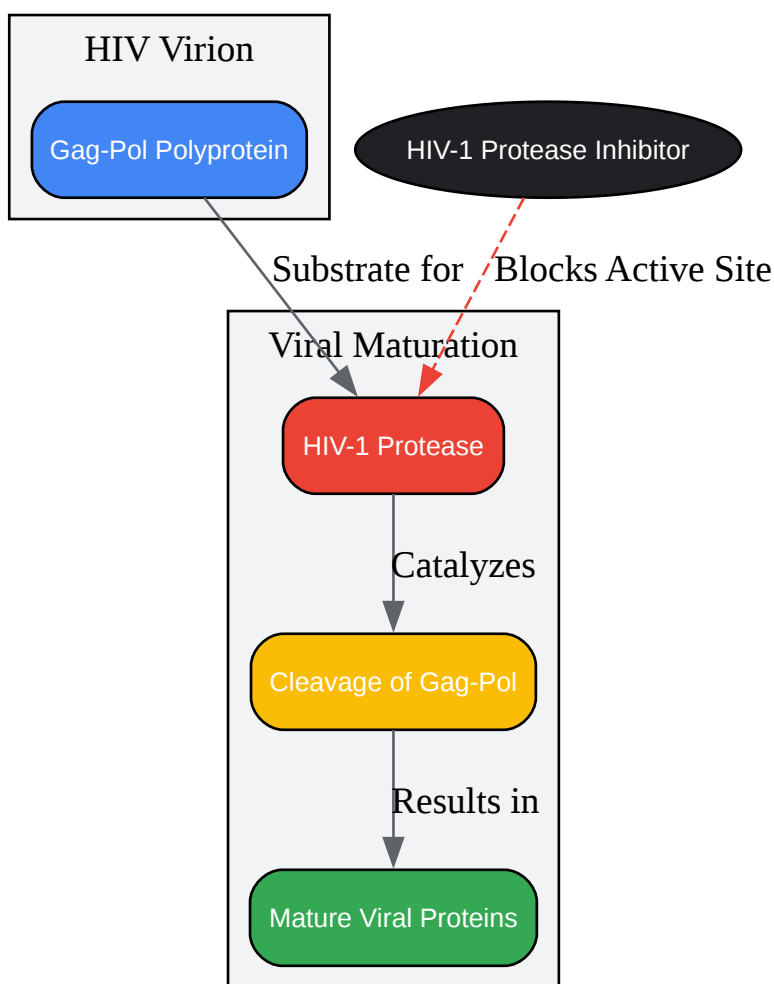 HIV Virion
Gag-Pol Polyprotein
HIV-1 Protease Inhibitor
Substrate for
Blocks Active Site
Viral Maturation
HIV-1 Protease
Catalyzes
Cleavage of Gag-Pol
Results in
Mature Viral Proteins